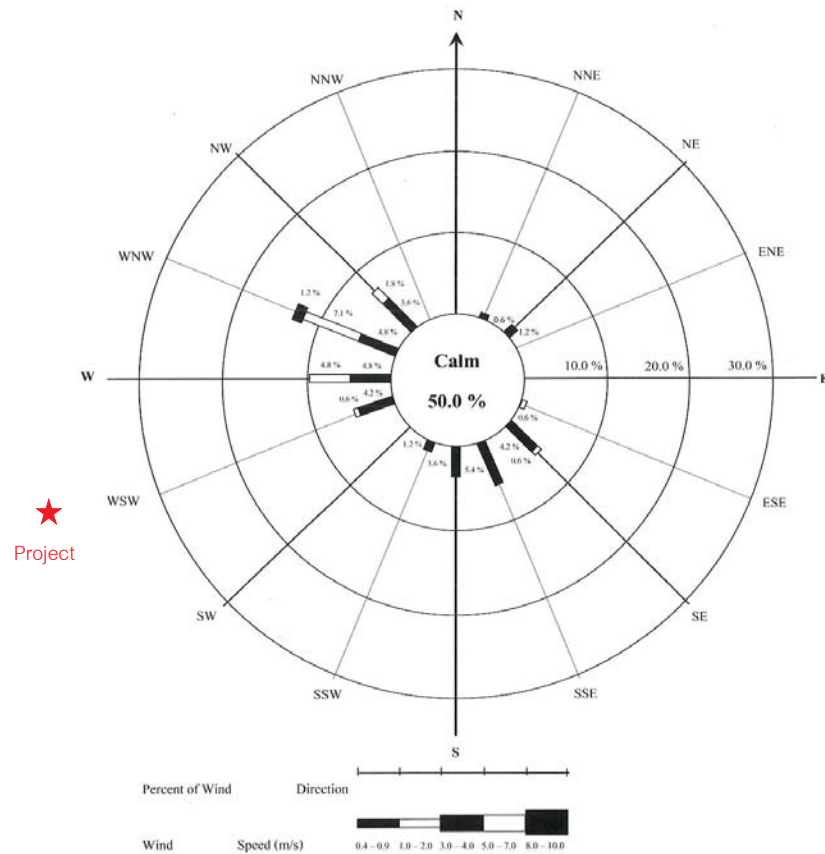 N
NNW
NNE
NW
NE
WNW
ENE
1.8 %
1.2 %
7.1 %
3.6 %
0.6 %
1.2 %
4.8 %
Calm
W
4.8 %
4.8 %
10.0 %
20.0 %
30.0 %
E
50.0 %
0.6 %
4.2 %
0.6 %
1.2 %
4.2 %
3.6 %
5.4 %
0.6 %
WSW
ESE
Project
SW
SE
SSW
SSE
S
Percent of Wind Direction
Wind Speed (m/s) 0.4 – 0.9 1.0 – 2.0 3.0 – 4.0 5.0 – 7.0 8.0 – 10.0